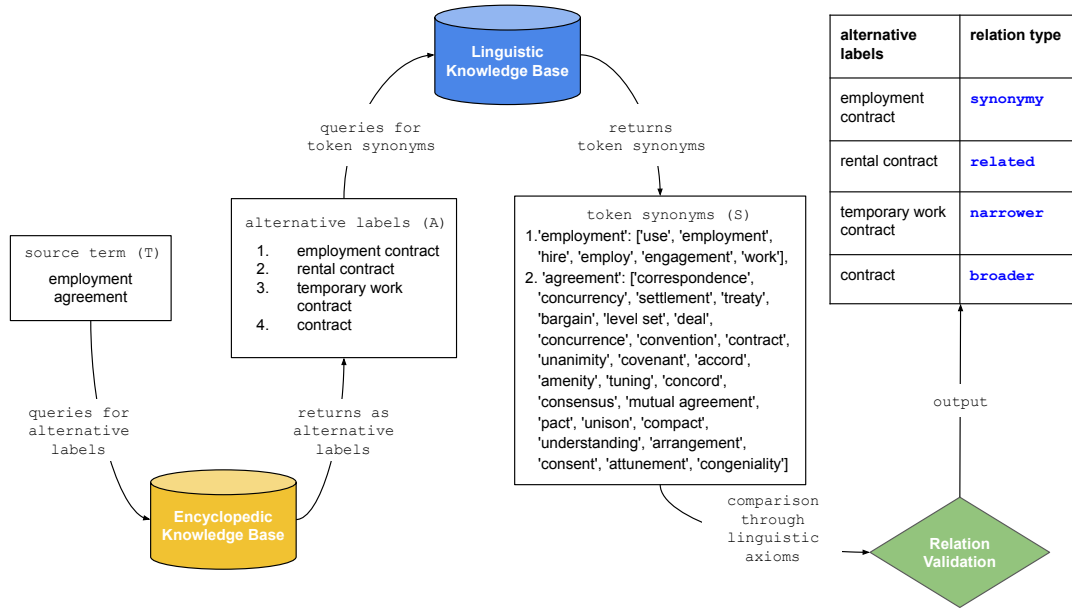 source term (T)
employment
agreement
queries for
alternative
labels
Encyclopedic
Knowledge Base
returns as
alternative
labels
alternative labels (A)
1. employment contract
2. rental contract
3. temporary work
contract
4. contract
queries for
token synonyms
Linguistic
Knowledge Base
returns
token synonyms
token synonyms (S)
1.'employment': ['use', 'employment',
'hire', 'employ', 'engagement', 'work'],
2. 'agreement': ['correspondence',
'concurrency', 'settlement', 'treaty',
'bargain', 'level set', 'deal',
'concurrence', 'convention', 'contract',
'unanimity', 'covenant', 'accord',
'amenity', 'tuning', 'concord',
'consensus', 'mutual agreement',
'pact', 'unison', 'compact',
'understanding', 'arrangement',
'consent', 'attunement', 'congeniality']
comparison
through
linguistic
axioms
Relation
Validation
output
alternative
labels
relation type
employment
contract
synonymy
rental contract
related
temporary work
contract
narrower
contract
broader